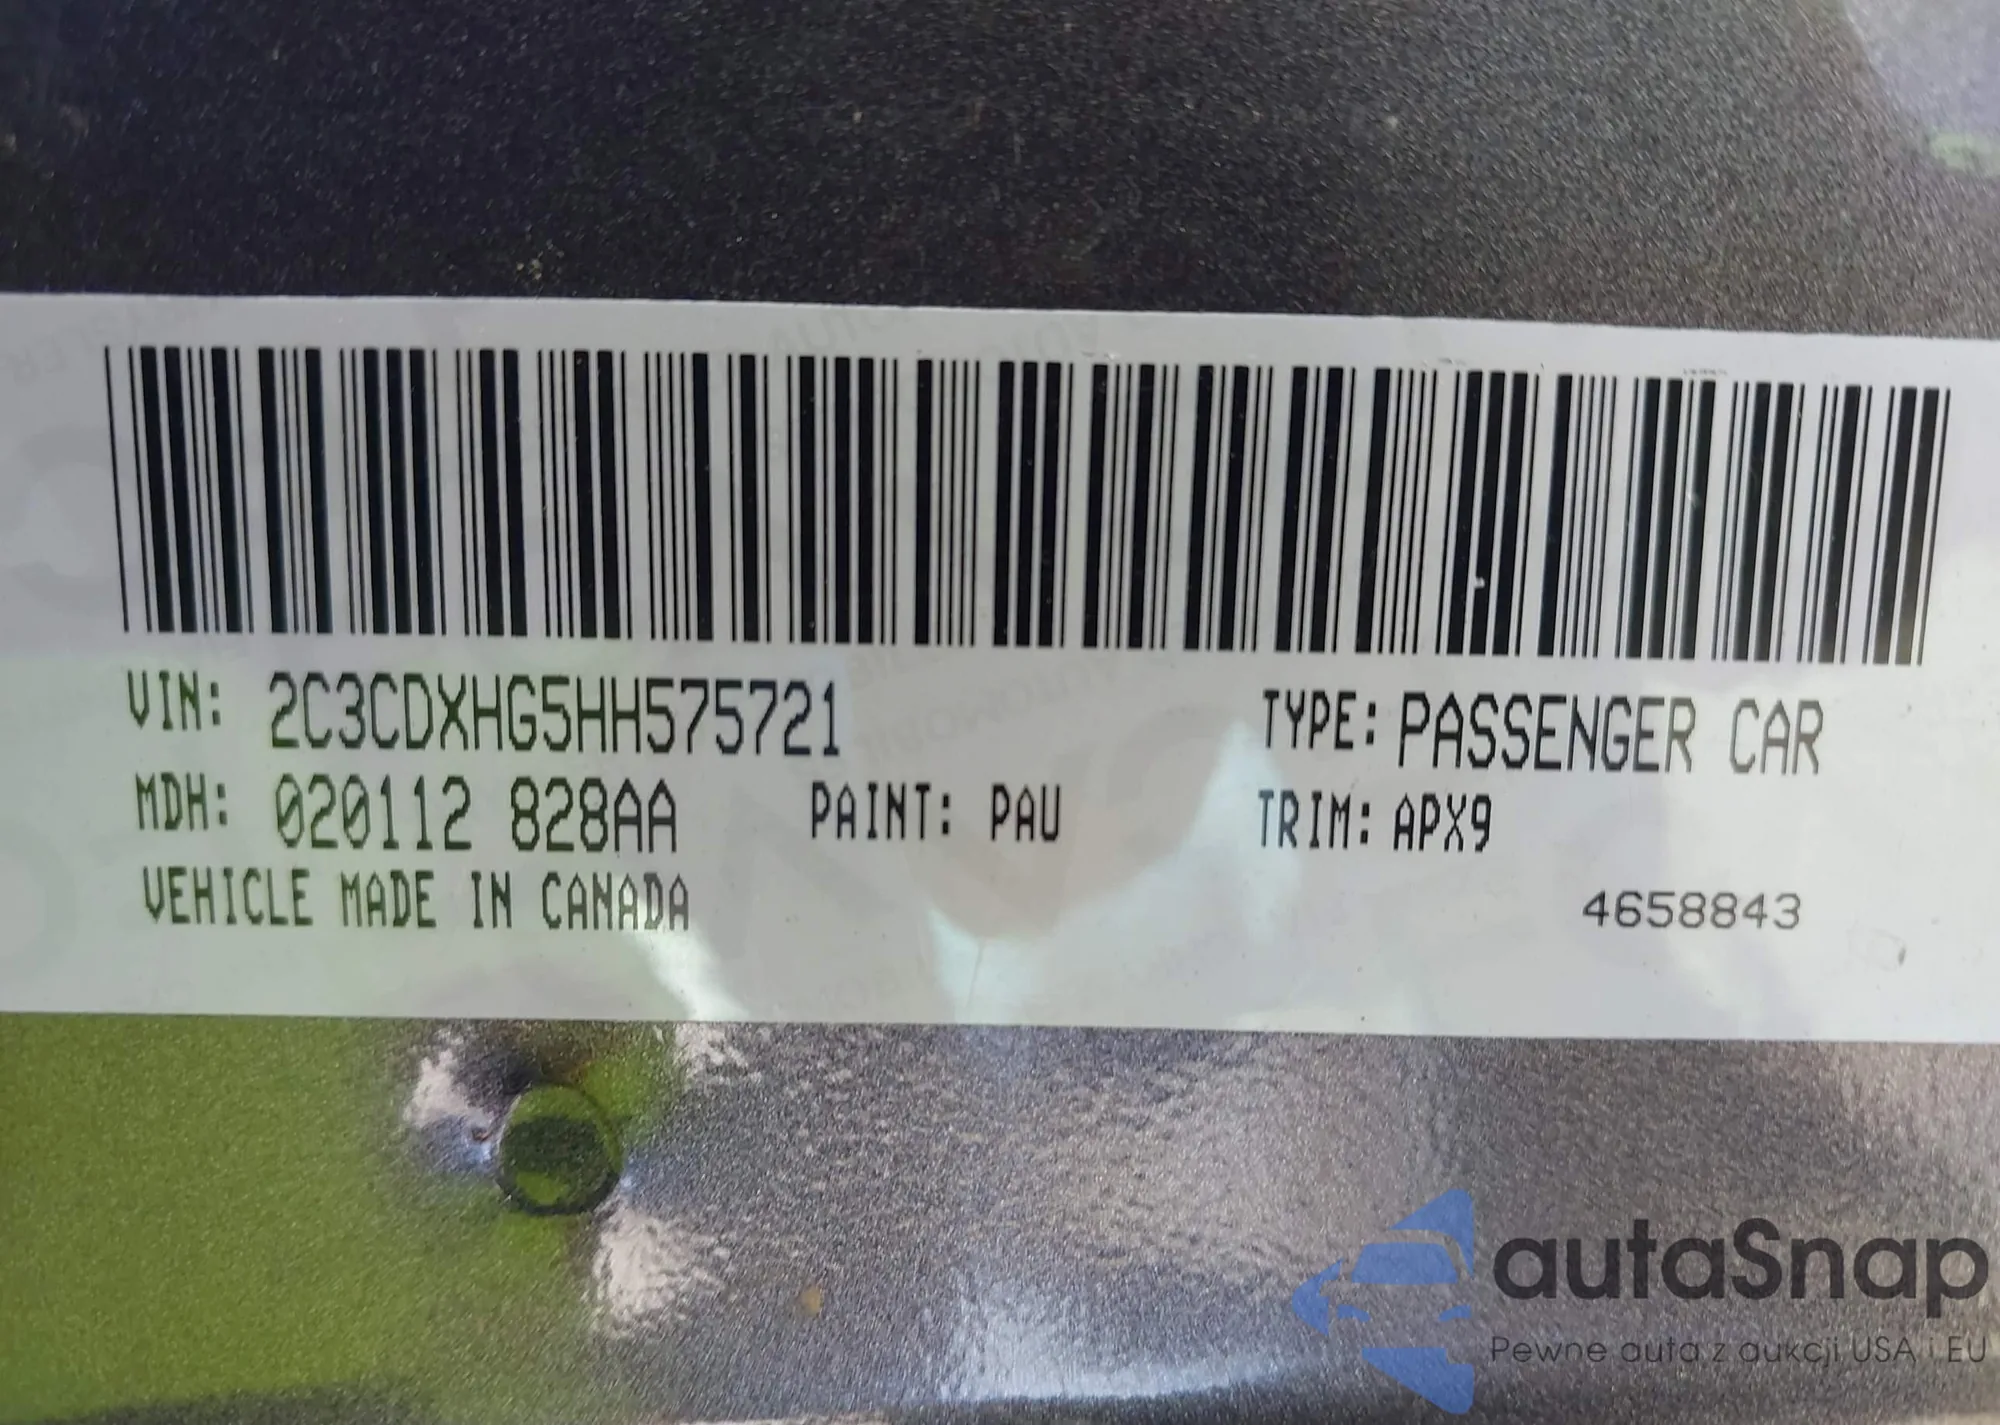 VIN: 2C3CDXHG5HH575721 TYPE: PASSENGER CAR
MDH: 020112 828AA PAINT: PAU TRIM: APX9
VEHICLE MADE IN CANADA 4658843
autaSnap
Pewne auta z aukcji USA i EU